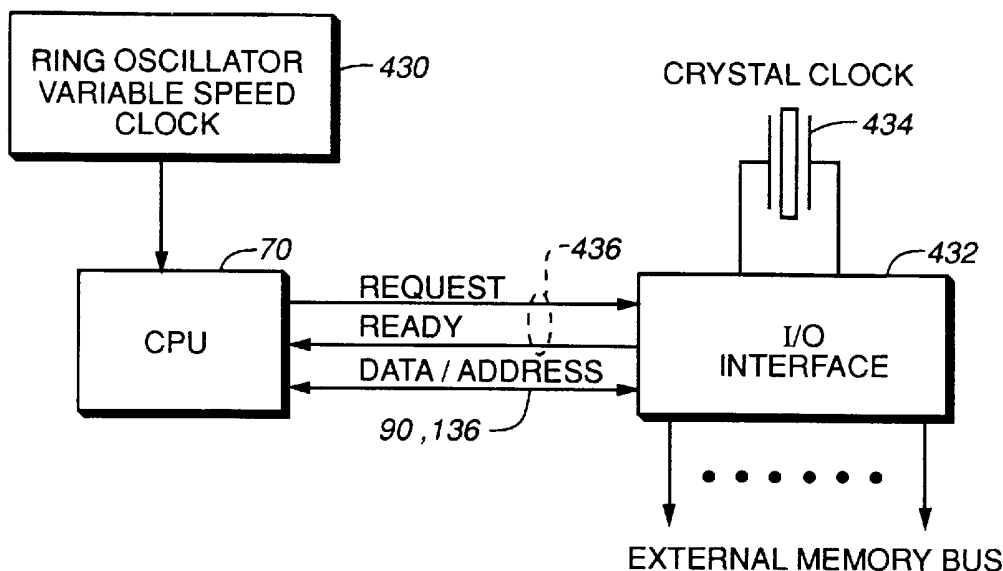 RING OSCILLATOR
VARIABLE SPEED
CLOCK
430
CRYSTAL CLOCK
434
70
CPU
436
REQUEST
READY
DATA / ADDRESS
90 , 136
432
I/O
INTERFACE
EXTERNAL MEMORY BUS